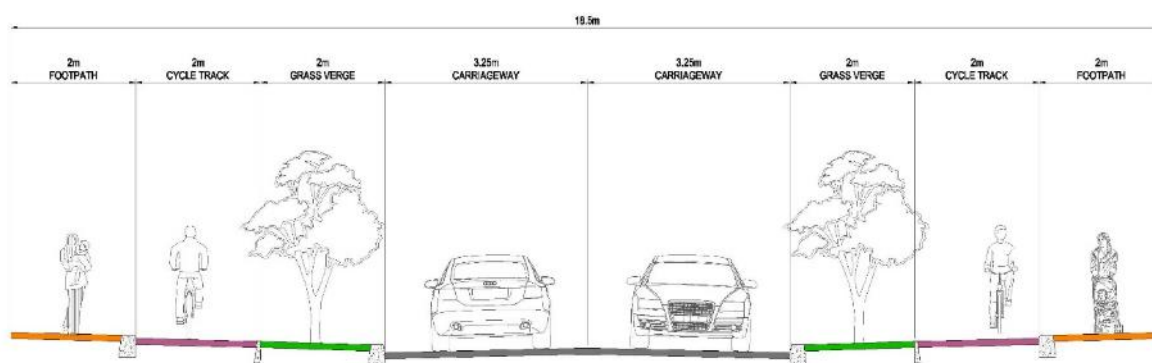 18.5m
2m
FOOTPATH
2m
CYCLE TRACK
2m
GRASS VERGE
3.25m
CARRIAGEWAY
3.25m
CARRIAGEWAY
2m
GRASS VERGE
2m
CYCLE TRACK
2m
FOOTPATH